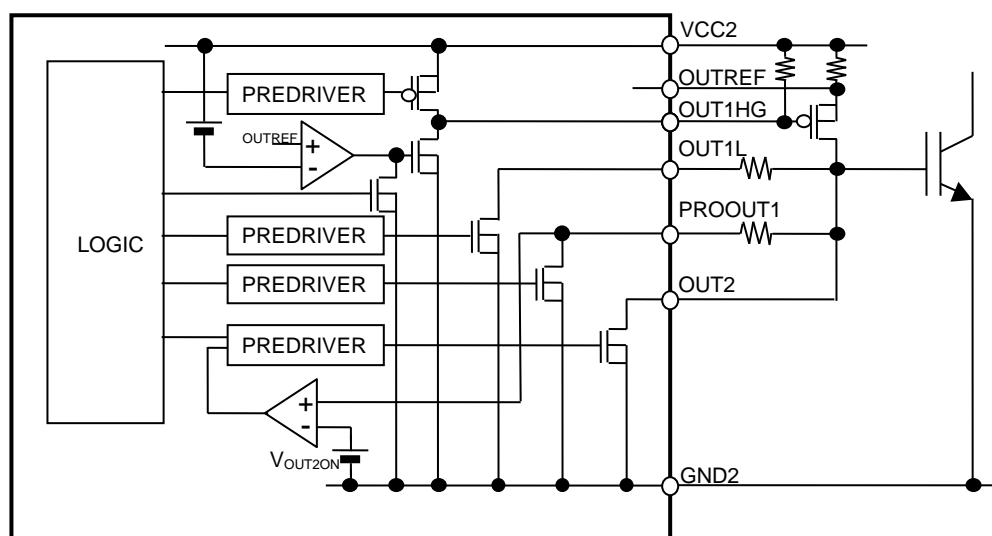 VCC2
OUTREF
PREDRIVER
OUT1HG
OUTREF
+
-
OUT1L
PREDRIVER
PROOUT1
LOGIC
PREDRIVER
OUT2
PREDRIVER
+
-
VOUT2ON
GND2